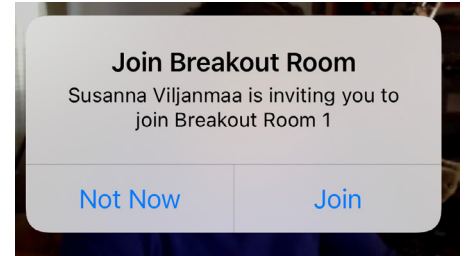 Join Breakout Room
Susanna Viljanmaa is inviting you to
join Breakout Room 1
Not Now
Join